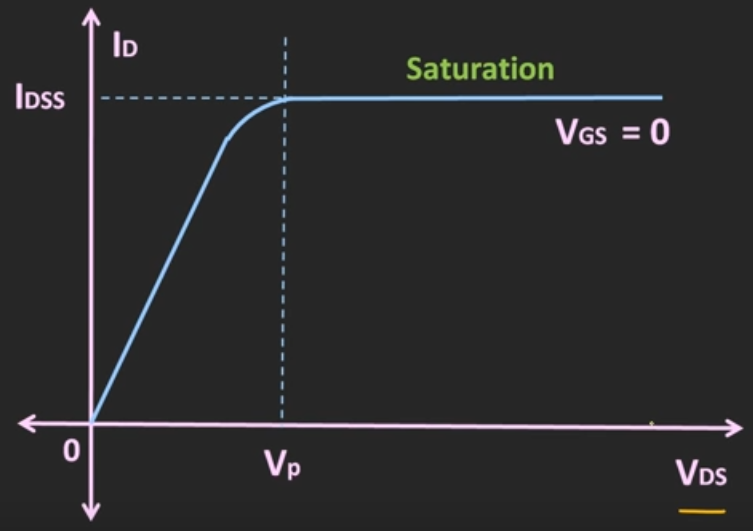 ID
Saturation
IDSS
VGS = 0
0
Vp
VDS